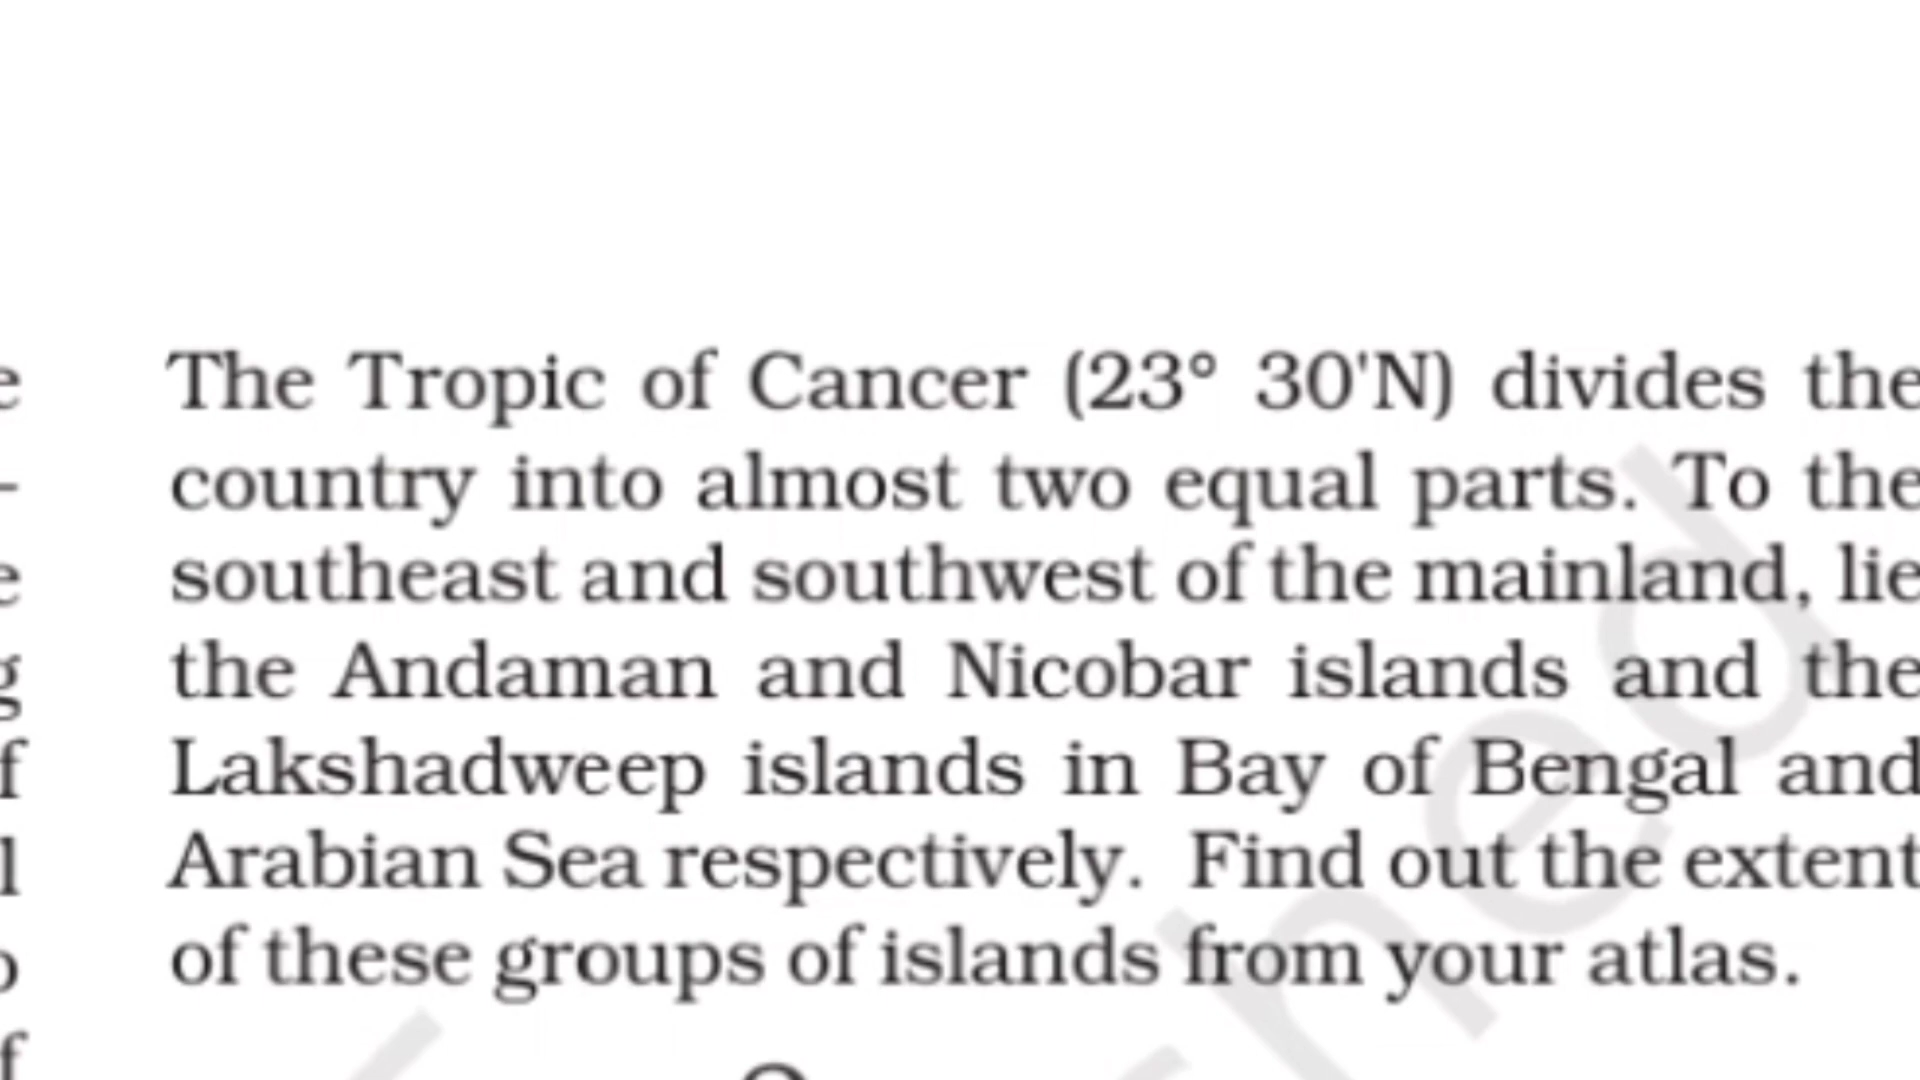 The Tropic of Cancer (23° 30'N) divides the
country into almost two equal parts. To the
southeast and southwest of the mainland, lie
the Andaman and Nicobar islands and the
Lakshadweep islands in Bay of Bengal and
Arabian Sea respectively. Find out the extent
of these groups of islands from your atlas.